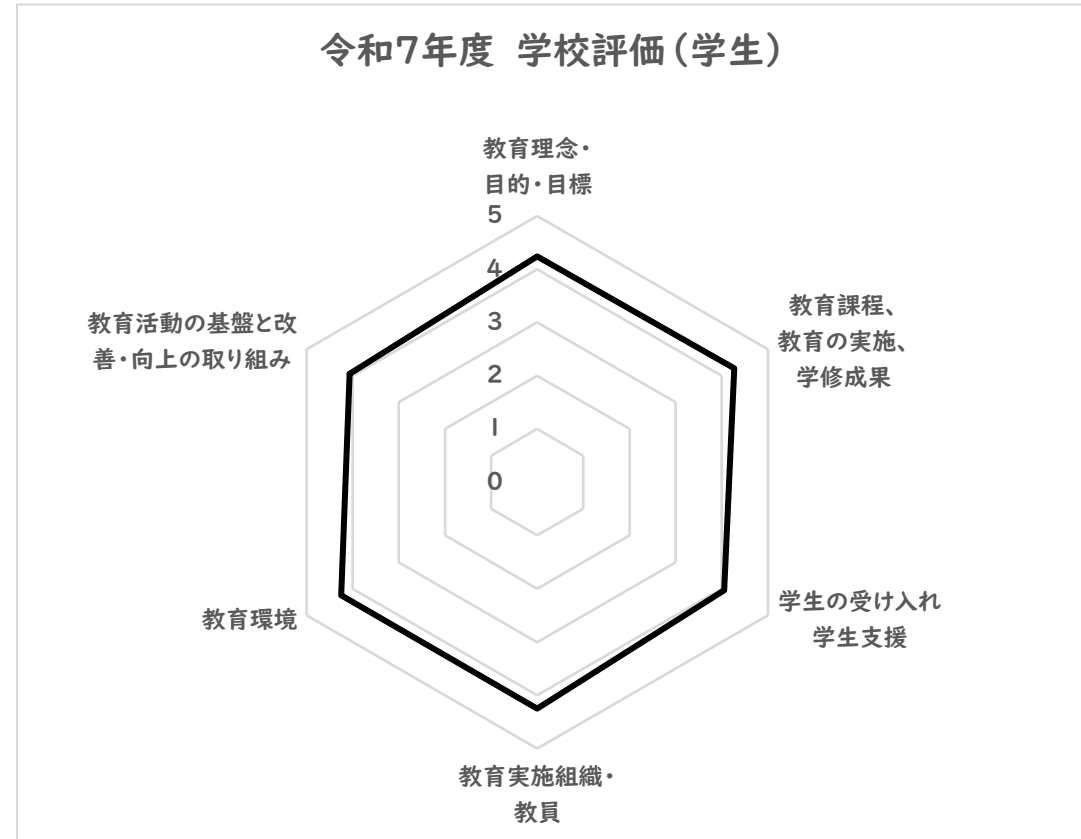 令和7年度 学校評価(学生)
教育理念・
目的・目標
5
4
3
2
1
0
教育課程、
教育の実施、
学修成果
学生の受け入れ
学生支援
教育実施組織・
教員
教育環境
教育活動の基盤と改
善・向上の取り組み